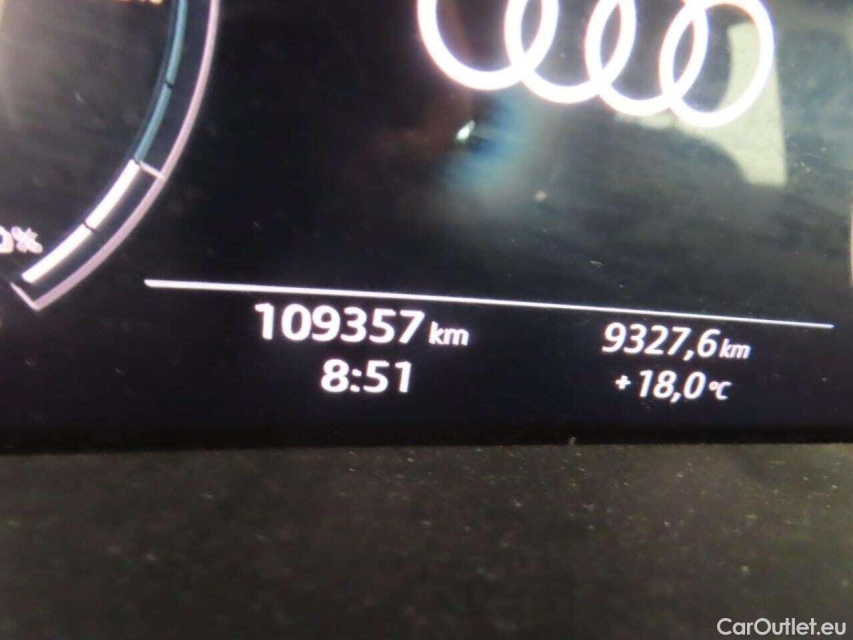 109357 km
9327,6 km
8:51
+18,0 °C
CarOutlet.eu